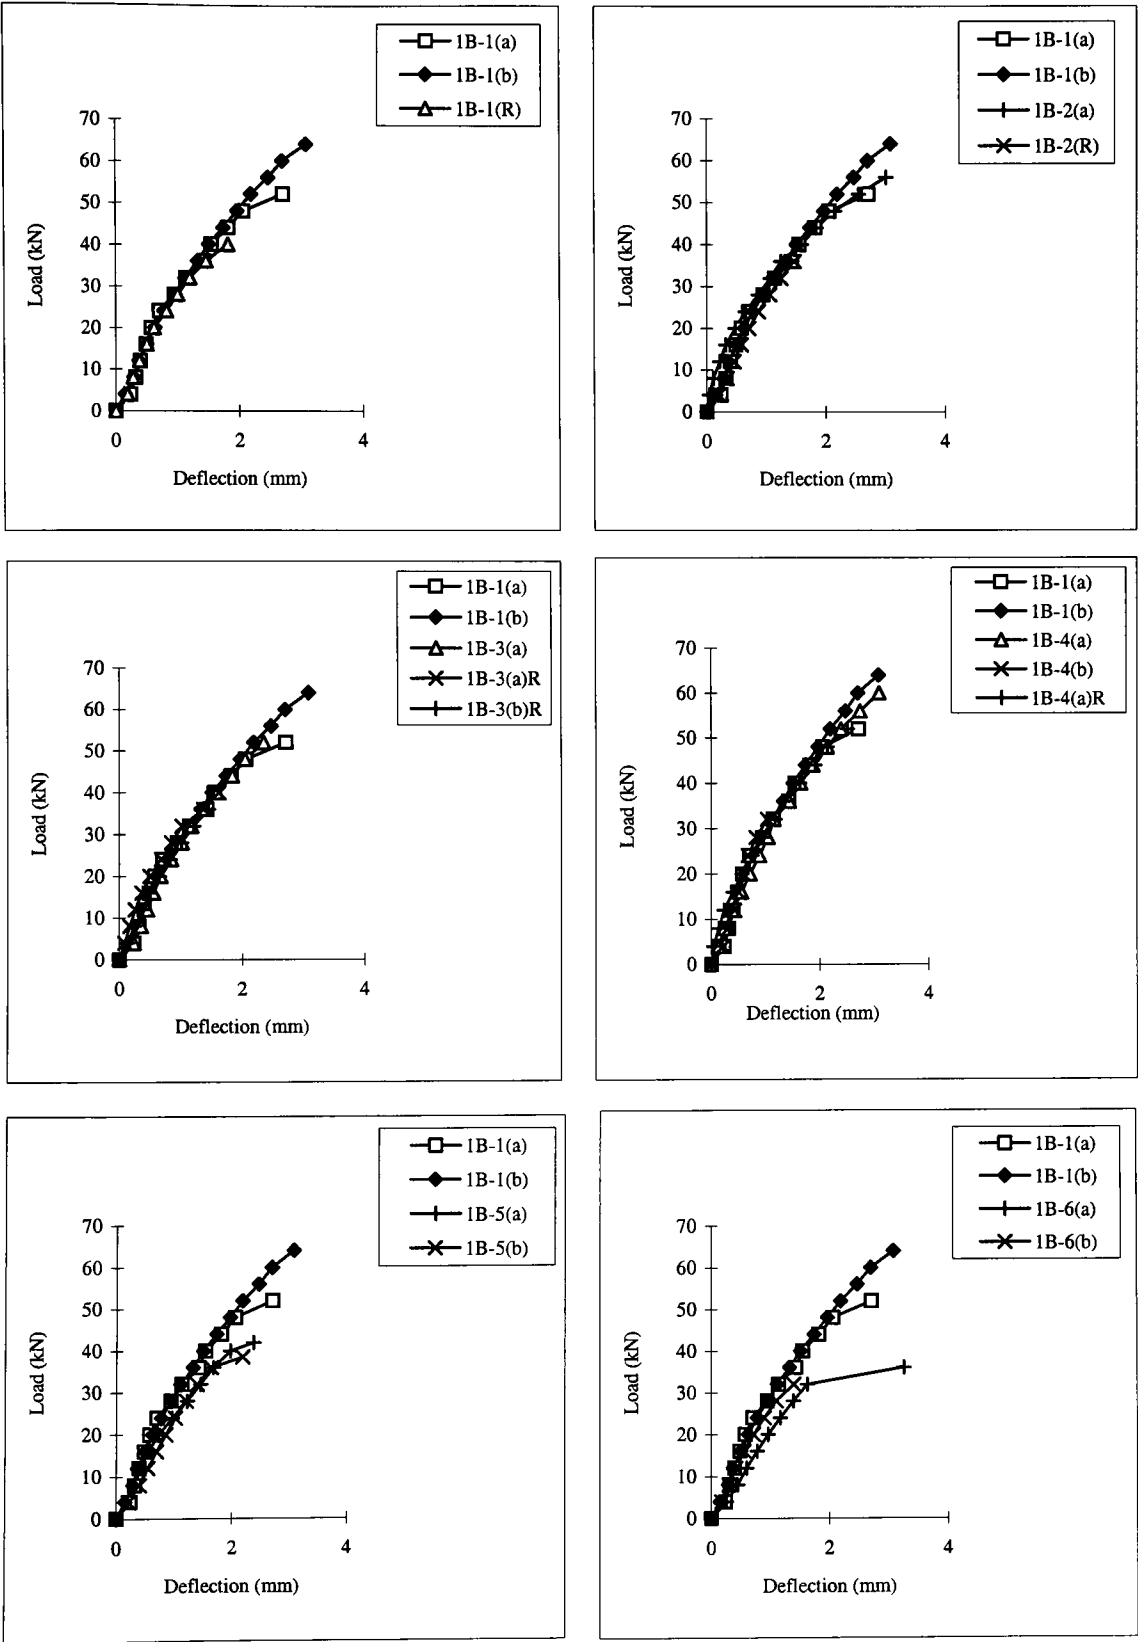 1B-1(a)
1B-1(b)
1B-1(R)
70
60
50
40
30
20
10
0
Load (kN)
0 2 4
Deflection (mm)
1B-1(a)
1B-1(b)
1B-2(a)
1B-2(R)
70
60
50
40
30
20
10
0
Load (kN)
0 2 4
Deflection (mm)
1B-1(a)
1B-1(b)
1B-3(a)
1B-3(a)R
1B-3(b)R
70
60
50
40
30
20
10
0
Load (kN)
0 2 4
Deflection (mm)
1B-1(a)
1B-1(b)
1B-4(a)
1B-4(b)
1B-4(a)R
70
60
50
40
30
20
10
0
Load (kN)
0 2 4
Deflection (mm)
1B-1(a)
1B-1(b)
1B-5(a)
1B-5(b)
70
60
50
40
30
20
10
0
Load (kN)
0 2 4
Deflection (mm)
1B-1(a)
1B-1(b)
1B-6(a)
1B-6(b)
70
60
50
40
30
20
10
0
Load (kN)
0 2 4
Deflection (mm)